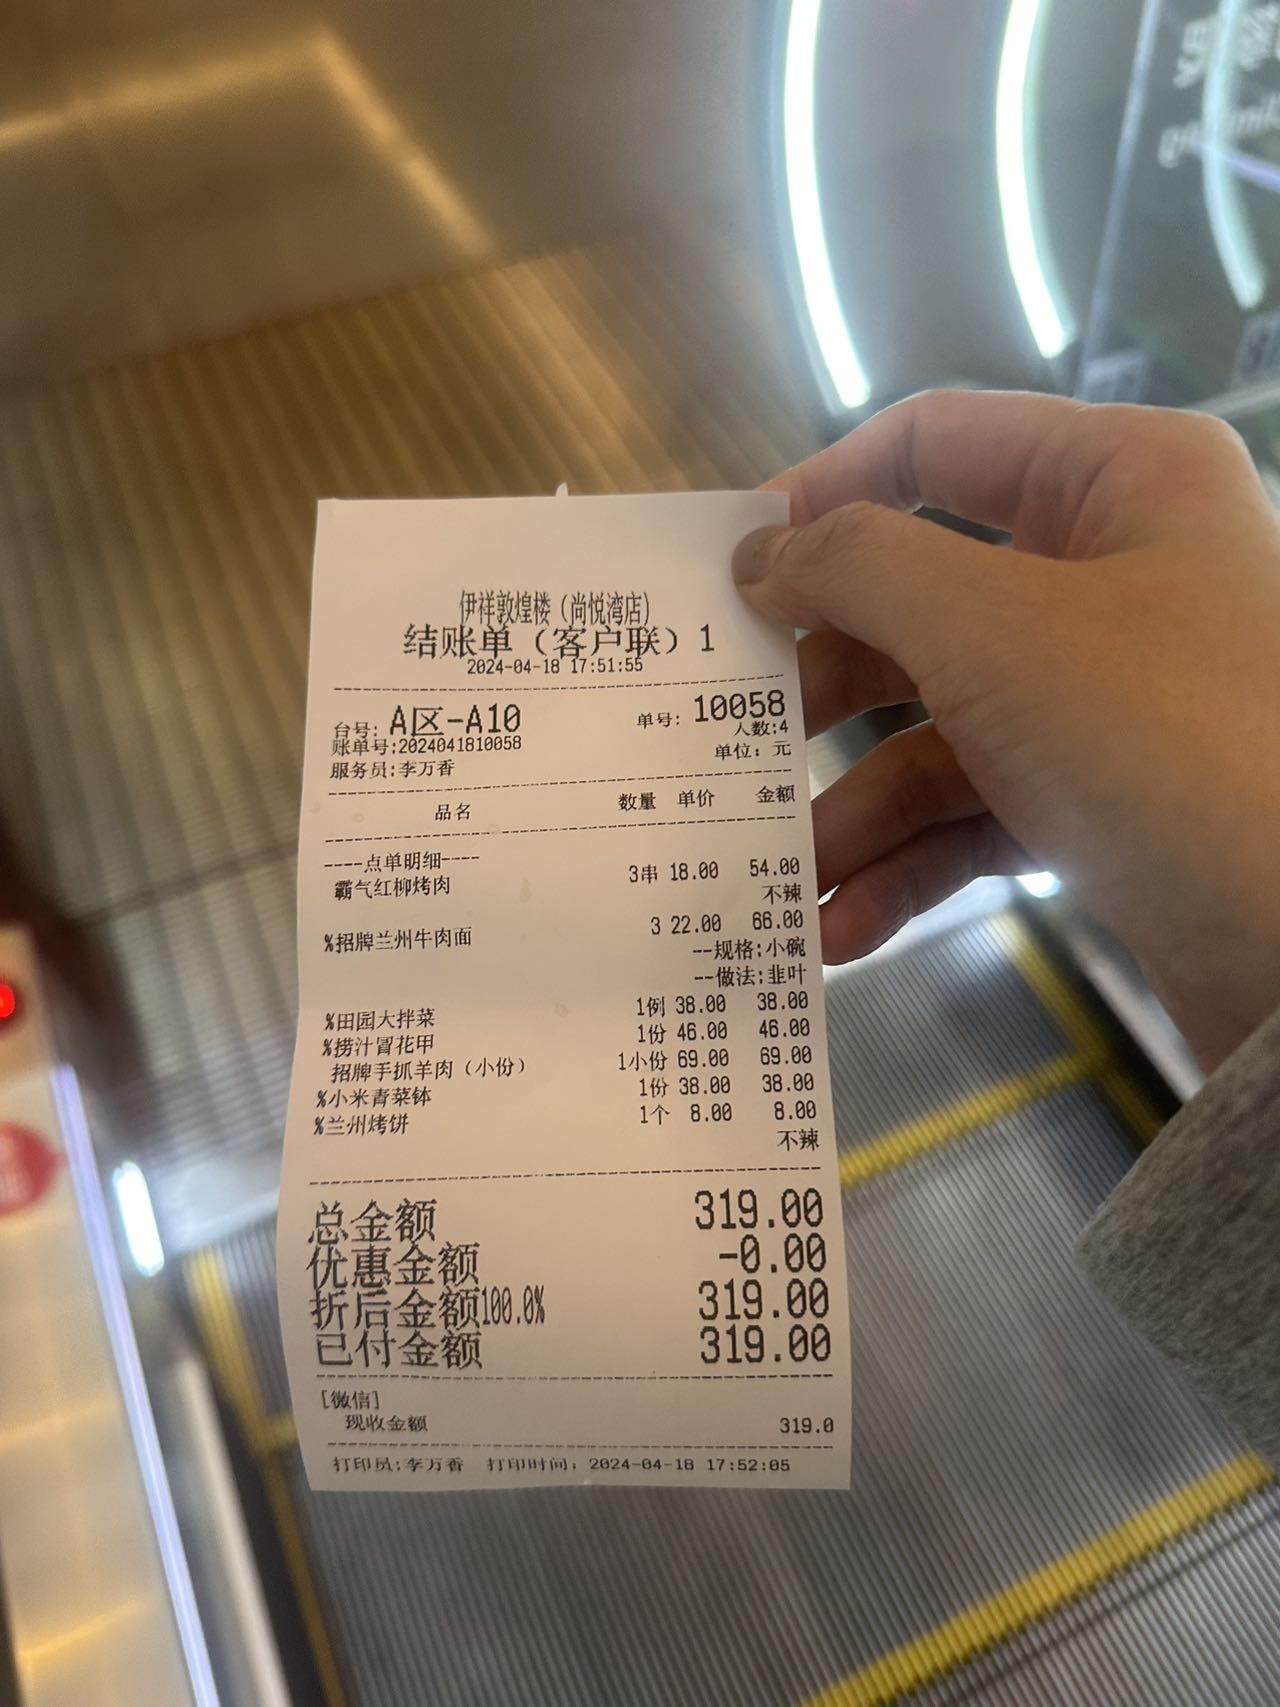 伊祥敦煌楼（尚悦湾店）
结账单（客户联）1
2024-04-18 17:51:55
台号: A区-A10 单号: 10058
账单号:2024041810058 人数:4
服务员:李万香 单位: 元
品名 数量 单价 金额
----点单明细----
霸气红柳烤肉 3串 18.00 54.00
不辣
%招牌兰州牛肉面 3 22.00 66.00
--规格:小碗
--做法:韭叶
%田园大拌菜 1例 38.00 38.00
%捞汁冒花甲 1份 46.00 46.00
招牌手抓羊肉（小份） 1小份 69.00 69.00
%小米青菜钵 1份 38.00 38.00
%兰州烤饼 1个 8.00 8.00
不辣
总金额 319.00
优惠金额 -0.00
折后金额100.0% 319.00
已付金额 319.00
[微信]
现收金额 319.0
打印员:李万香 打印时间: 2024-04-18 17:52:05